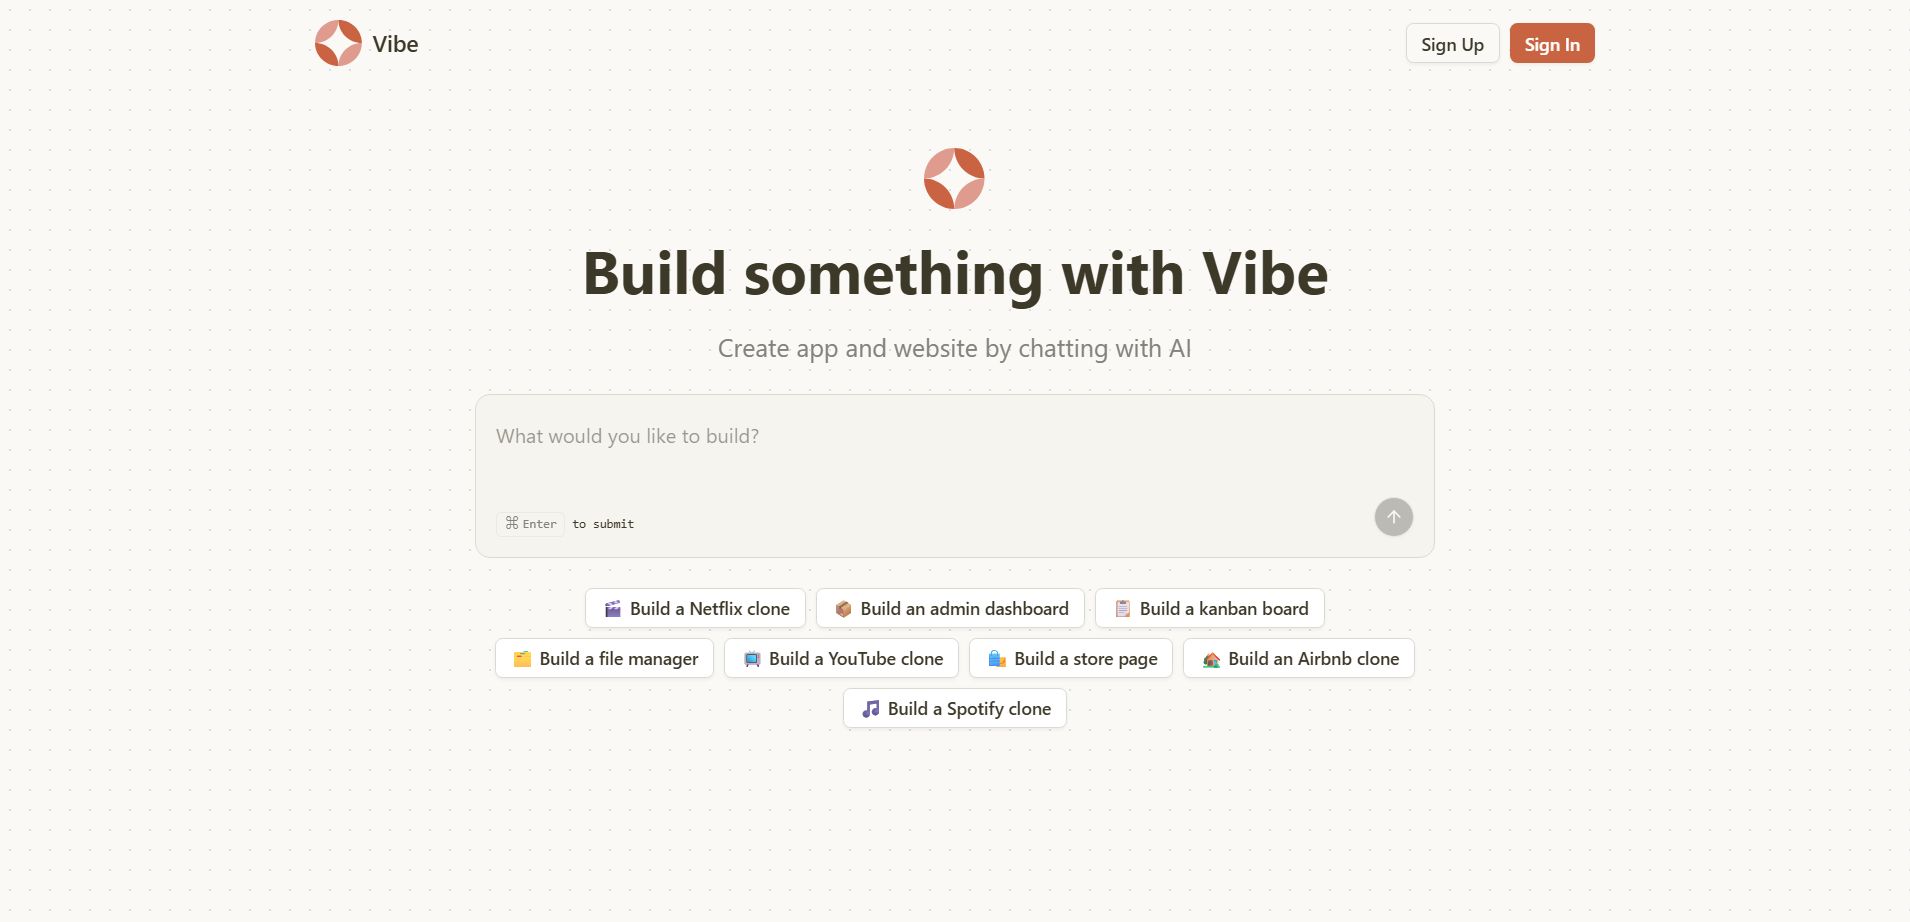 Vibe
Sign Up
Sign In
Build something with Vibe
Create app and website by chatting with AI
What would you like to build?
⌘ Enter to submit
🎬 Build a Netflix clone
📦 Build an admin dashboard
📋 Build a kanban board
🗂️ Build a file manager
📺 Build a YouTube clone
🛍️ Build a store page
🏡 Build an Airbnb clone
🎵 Build a Spotify clone